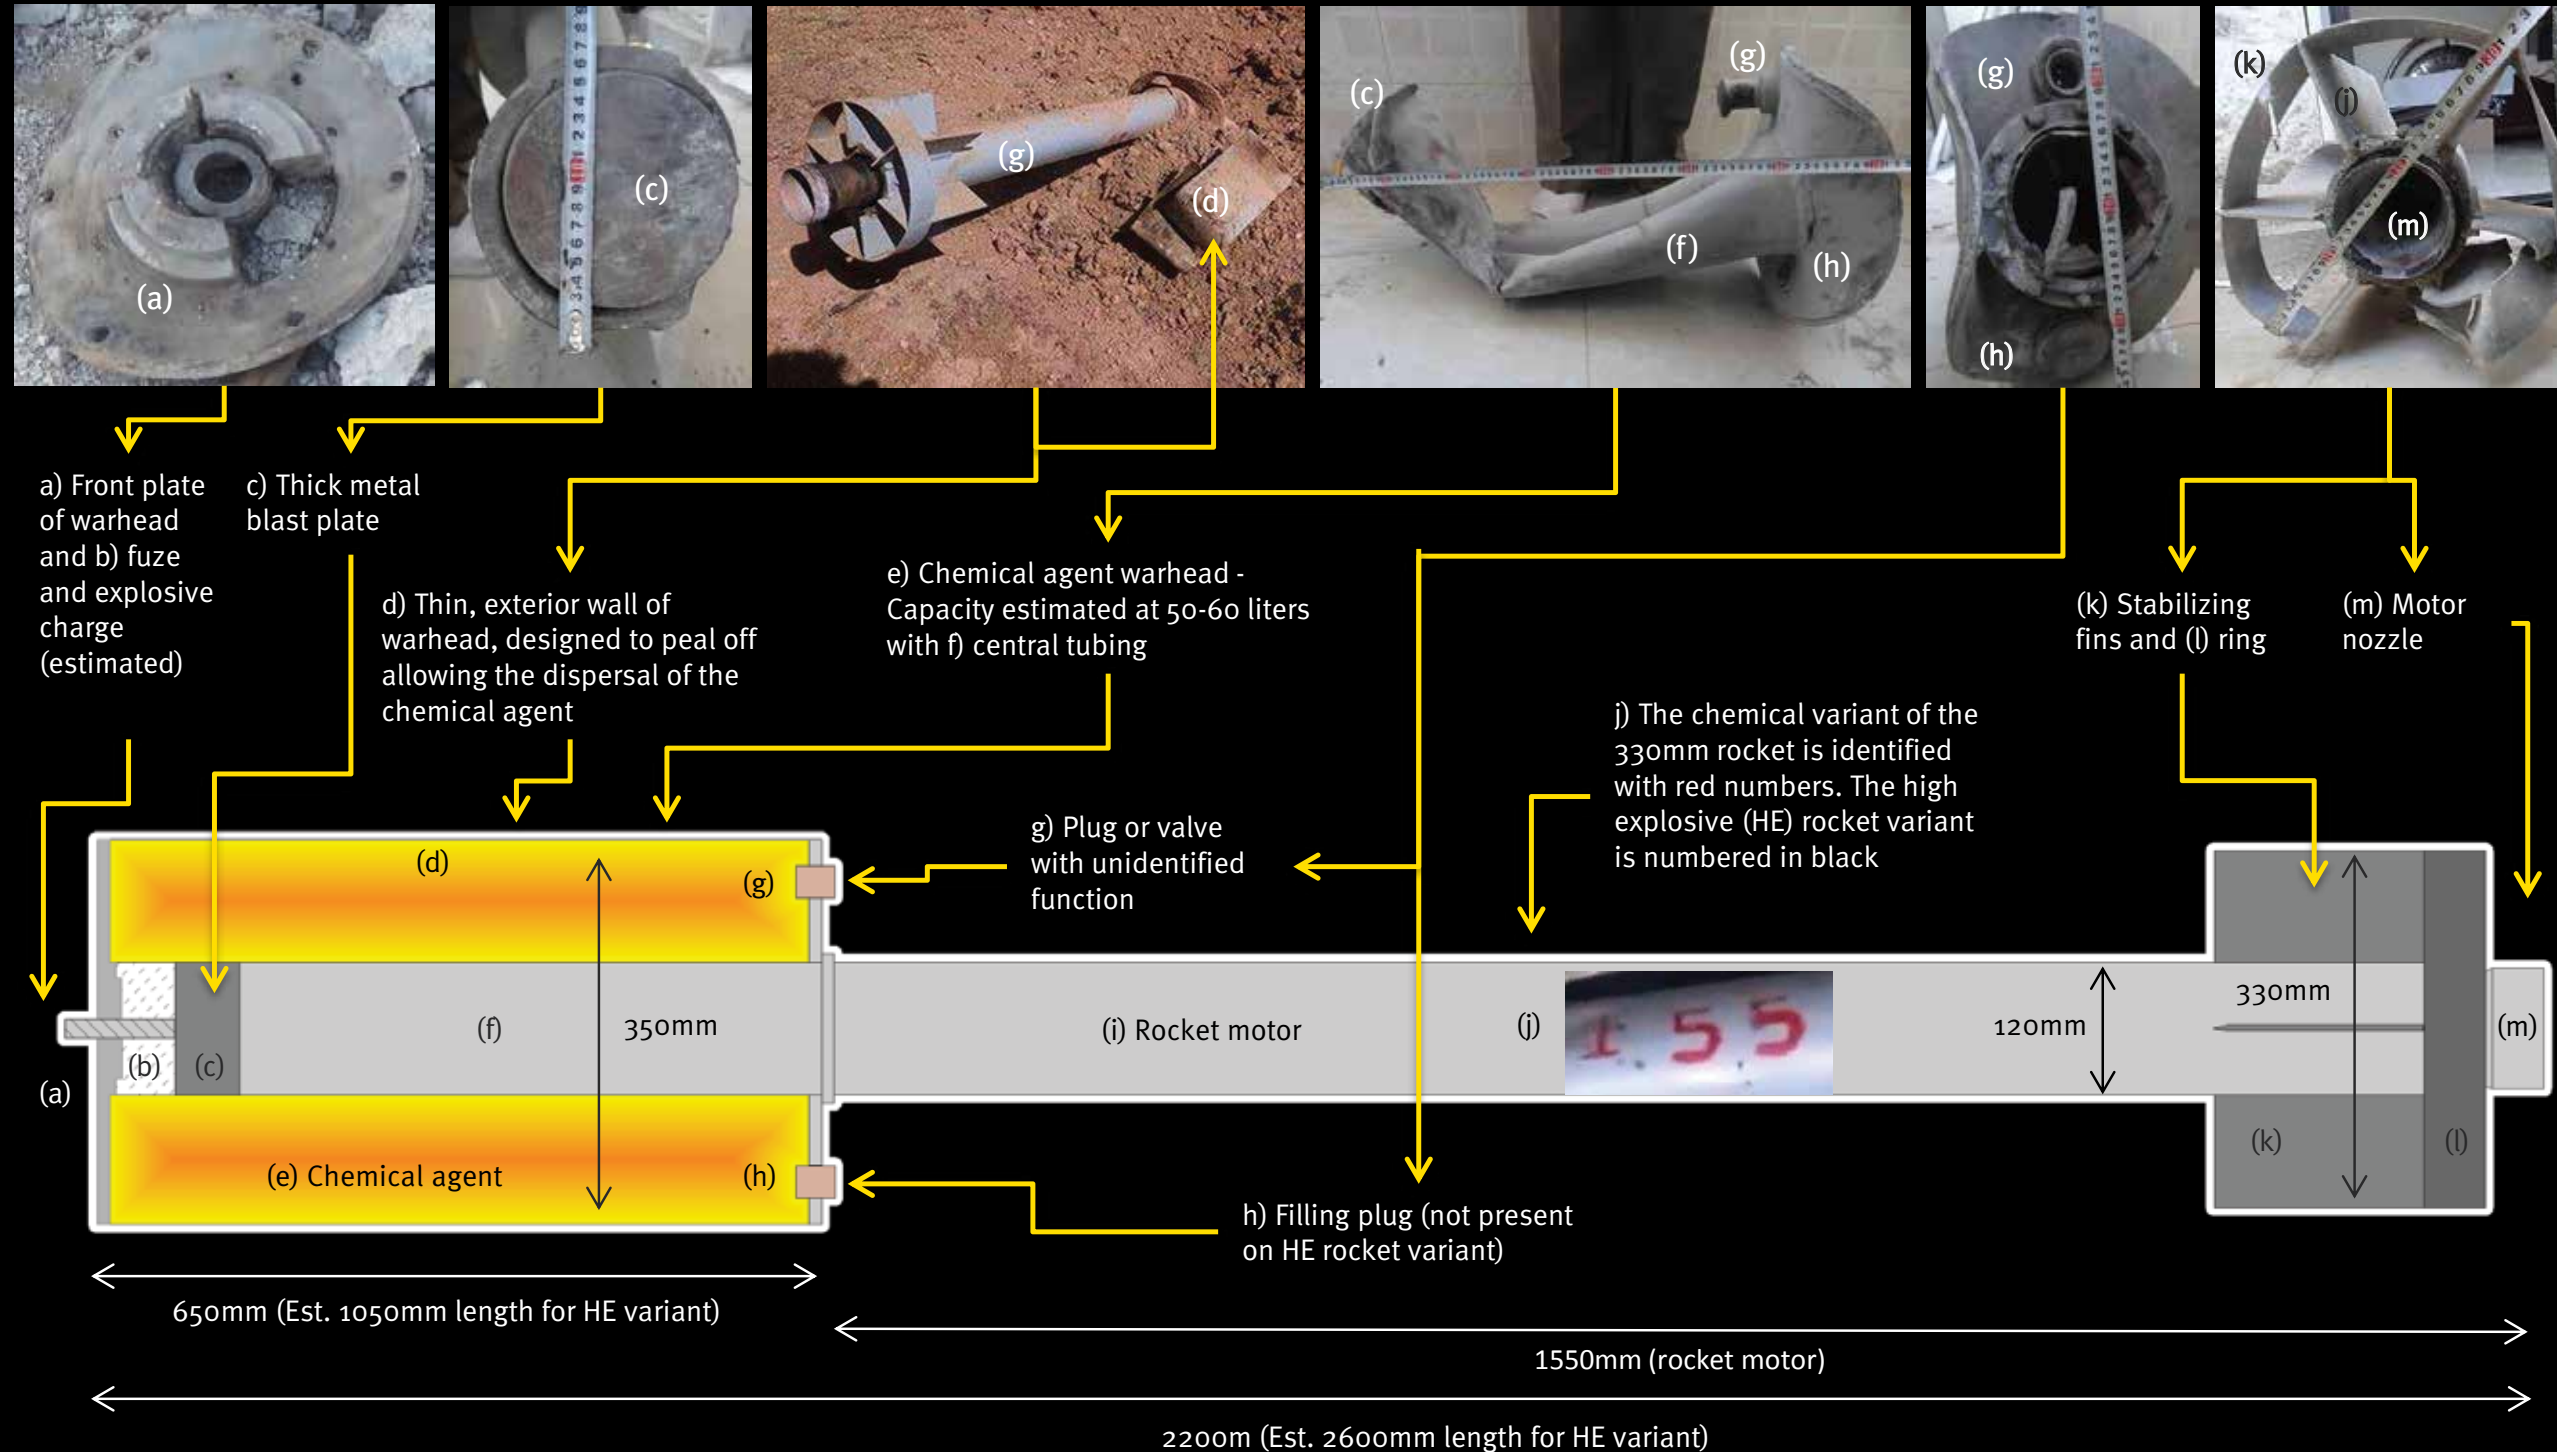 (a)
(c)
(g)
(d)
(c)
(g)
(f)
(h)
(g)
(h)
(k)
(j)
(m)
a) Front plate
of warhead
and b) fuze
and explosive
charge
(estimated)
c) Thick metal
blast plate
d) Thin, exterior wall of
warhead, designed to peal off
allowing the dispersal of the
chemical agent
e) Chemical agent warhead -
Capacity estimated at 50-60 liters
with f) central tubing
(k) Stabilizing
fins and (l) ring
(m) Motor
nozzle
j) The chemical variant of the
330mm rocket is identified
with red numbers. The high
explosive (HE) rocket variant
is numbered in black
g) Plug or valve
with unidentified
function
(d)
(g)
350mm
(f)
(b)
(c)
(a)
(i) Rocket motor
(j)
155
120mm
330mm
(m)
(k)
(l)
(e) Chemical agent
(h)
h) Filling plug (not present
on HE rocket variant)
650mm (Est. 1050mm length for HE variant)
1550mm (rocket motor)
2200m (Est. 2600mm length for HE variant)